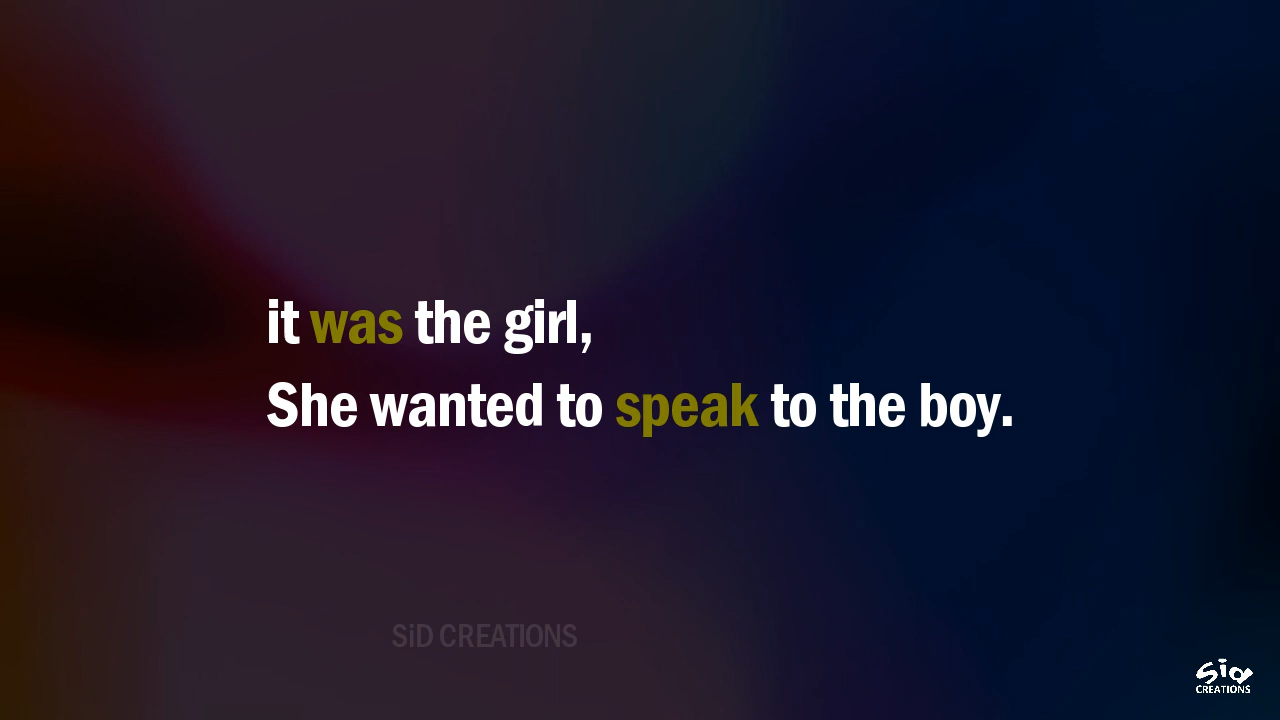 it was the girl,
She wanted to speak to the boy.
SiD CREATIONS
Sid
CREATIONS